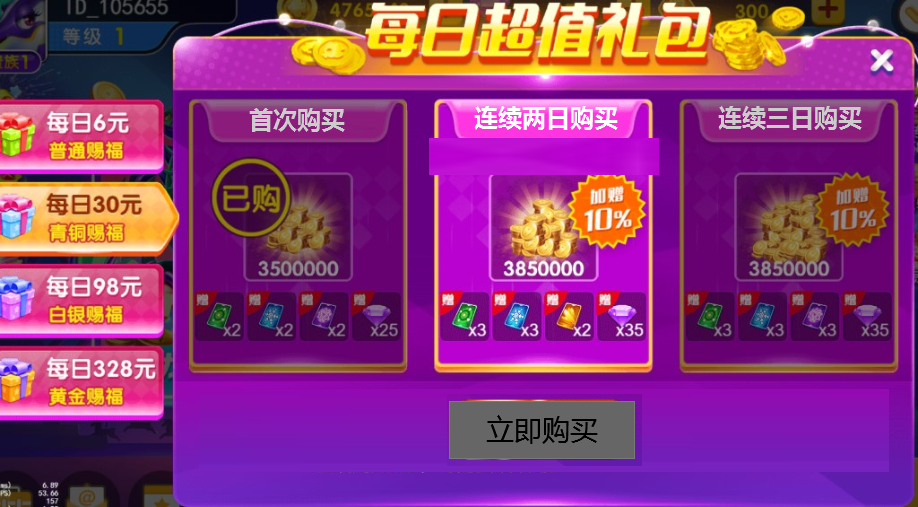 ID_105655
等级 1
300
每日超值礼包
每日6元
普通赐福
每日30元
青铜赐福
每日98元
白银赐福
每日328元
黄金赐福
首次购买
已购
3500000
赠 x2
赠 x2
赠 x2
赠 x25
连续两日购买
加赠
10%
3850000
赠 x3
赠 x3
赠 x2
赠 x35
连续三日购买
加赠
10%
3850000
赠 x3
赠 x3
赠 x3
赠 x35
立即购买
6.89
53.66
157